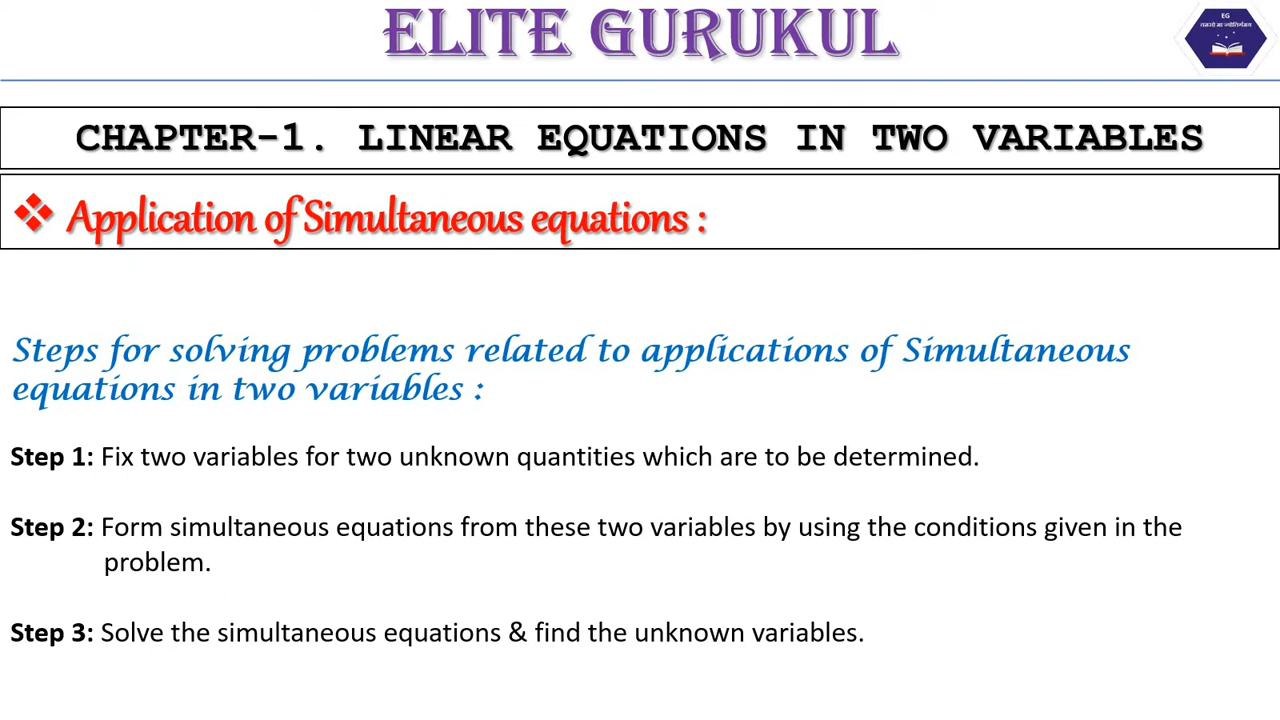 ELITE GURUKUL
EG
तमसो मा ज्योतिर्गमय
CHAPTER-1. LINEAR EQUATIONS IN TWO VARIABLES
❖ Application of Simultaneous equations :
Steps for solving problems related to applications of Simultaneous
equations in two variables :
Step 1: Fix two variables for two unknown quantities which are to be determined.
Step 2: Form simultaneous equations from these two variables by using the conditions given in the
problem.
Step 3: Solve the simultaneous equations & find the unknown variables.